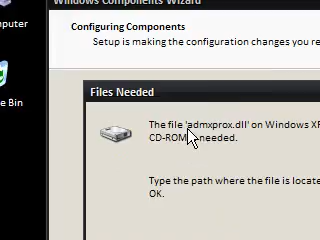 Windows Components Wizard
Configuring Components
Setup is making the configuration changes you re
mputer
Files Needed
e Bin
The file 'admxprox.dll' on Windows XP
CD-ROM needed.
Type the path where the file is locate
OK.